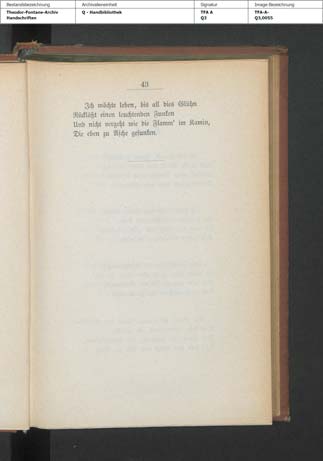 Bestandsbezeichnung Archivalieneinheit Signatur Image Bezeichnung
Theodor-Fontane-Archiv Q - Handbibliothek TFA A TFA-A-
Handschriften Q3 Q3,0055
43
Ich möchte leben, bis all dies Glühn
Rückläßt einen leuchtenden Funken
Und nicht vergeht wie die Flamm' im Kamin,
Die eben zu Asche gesunken.